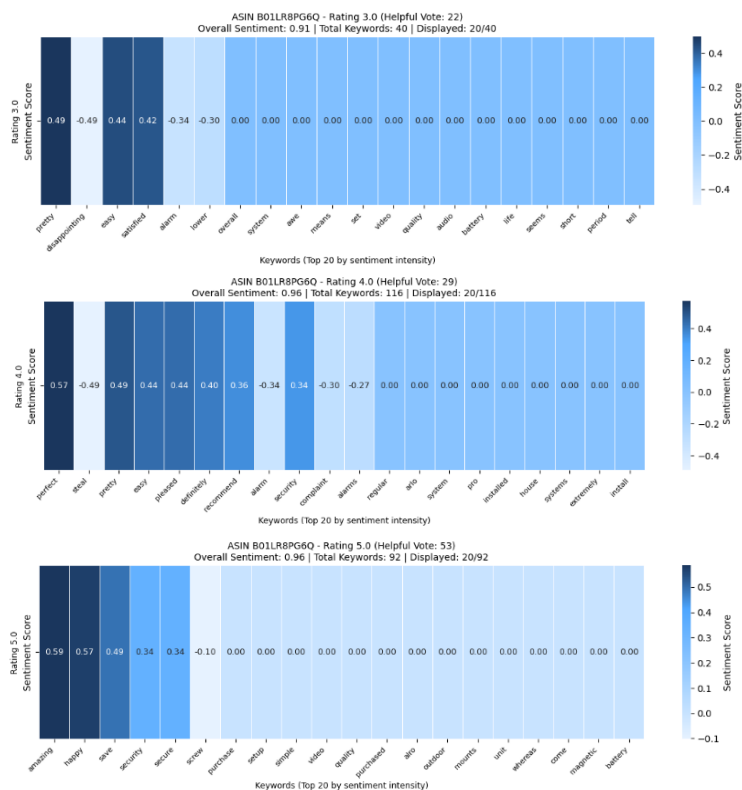 ASIN B01LR8PG6Q - Rating 3.0 (Helpful Vote: 22)
Overall Sentiment: 0.91 | Total Keywords: 40 | Displayed: 20/40
Rating 3.0
Sentiment Score
0.49 -0.49 0.44 0.42 -0.34 -0.30 0.00 0.00 0.00 0.00 0.00 0.00 0.00 0.00 0.00 0.00 0.00 0.00 0.00 0.00
pretty disappointing easy satisfied alarm lower overall system awe means set video quality audio battery life seems short period tell
Keywords (Top 20 by sentiment intensity)
0.4
0.2
0.0
−0.2
−0.4
Sentiment Score
ASIN B01LR8PG6Q - Rating 4.0 (Helpful Vote: 29)
Overall Sentiment: 0.96 | Total Keywords: 116 | Displayed: 20/116
Rating 4.0
Sentiment Score
0.57 -0.49 0.49 0.44 0.44 0.40 0.36 -0.34 0.34 -0.30 -0.27 0.00 0.00 0.00 0.00 0.00 0.00 0.00 0.00 0.00
perfect steal pretty easy pleased definitely recommend alarm security complaint alarms regular arlo system pro installed house systems extremely install
Keywords (Top 20 by sentiment intensity)
0.4
0.2
0.0
−0.2
−0.4
Sentiment Score
ASIN B01LR8PG6Q - Rating 5.0 (Helpful Vote: 53)
Overall Sentiment: 0.96 | Total Keywords: 92 | Displayed: 20/92
Rating 5.0
Sentiment Score
0.59 0.57 0.49 0.34 0.34 -0.10 0.00 0.00 0.00 0.00 0.00 0.00 0.00 0.00 0.00 0.00 0.00 0.00 0.00 0.00
amazing happy save security secure screw purchase setup simple video quality purchased alro outdoor mounts unit whereas come magnetic battery
Keywords (Top 20 by sentiment intensity)
0.5
0.4
0.3
0.2
0.1
0.0
−0.1
Sentiment Score